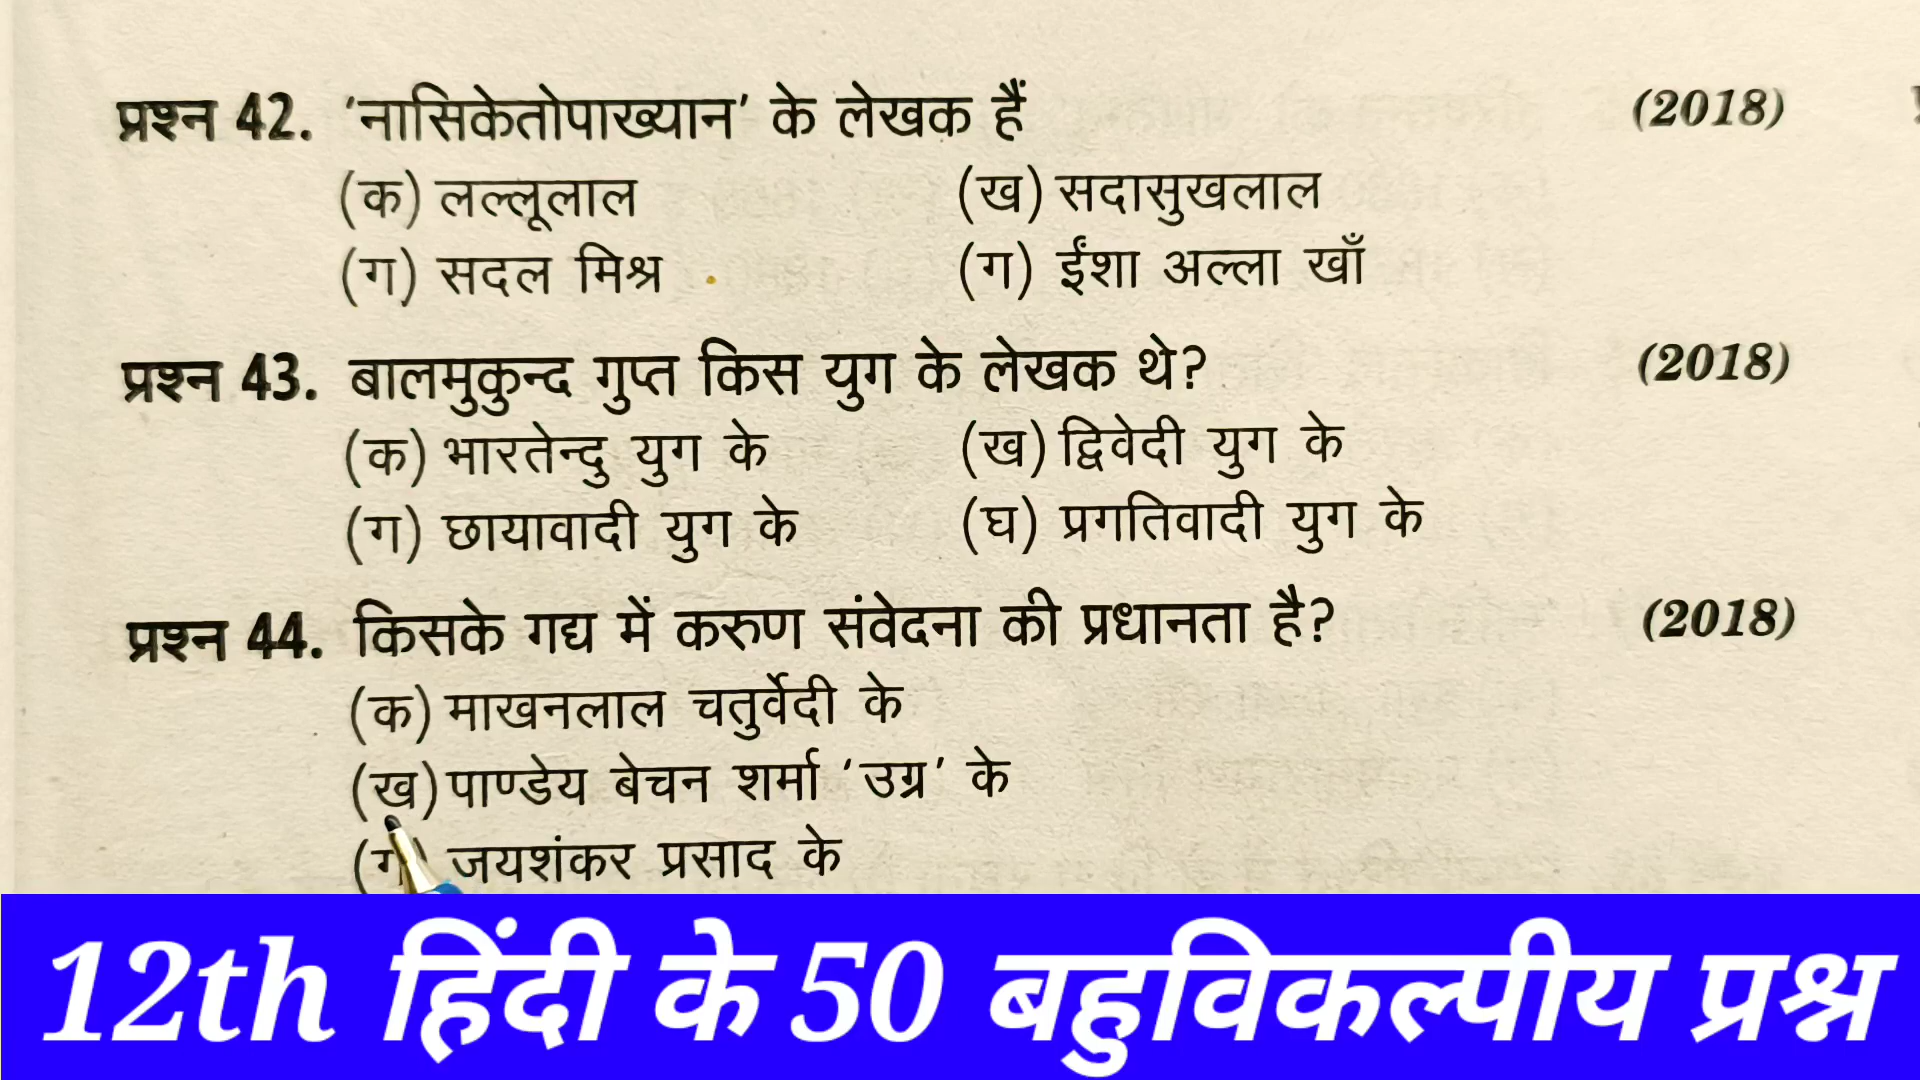 प्रश्न 42. 'नासिकेतोपाख्यान' के लेखक हैं (2018)
(क) लल्लूलाल (ख) सदासुखलाल
(ग) सदल मिश्र (ग) ईंशा अल्ला खाँ
प्रश्न 43. बालमुकुन्द गुप्त किस युग के लेखक थे? (2018)
(क) भारतेन्दु युग के (ख) द्विवेदी युग के
(ग) छायावादी युग के (घ) प्रगतिवादी युग के
प्रश्न 44. किसके गद्य में करुण संवेदना की प्रधानता है? (2018)
(क) माखनलाल चतुर्वेदी के
(ख) पाण्डेय बेचन शर्मा 'उग्र' के
(ग) जयशंकर प्रसाद के
12th हिंदी के 50 बहुविकल्पीय प्रश्न